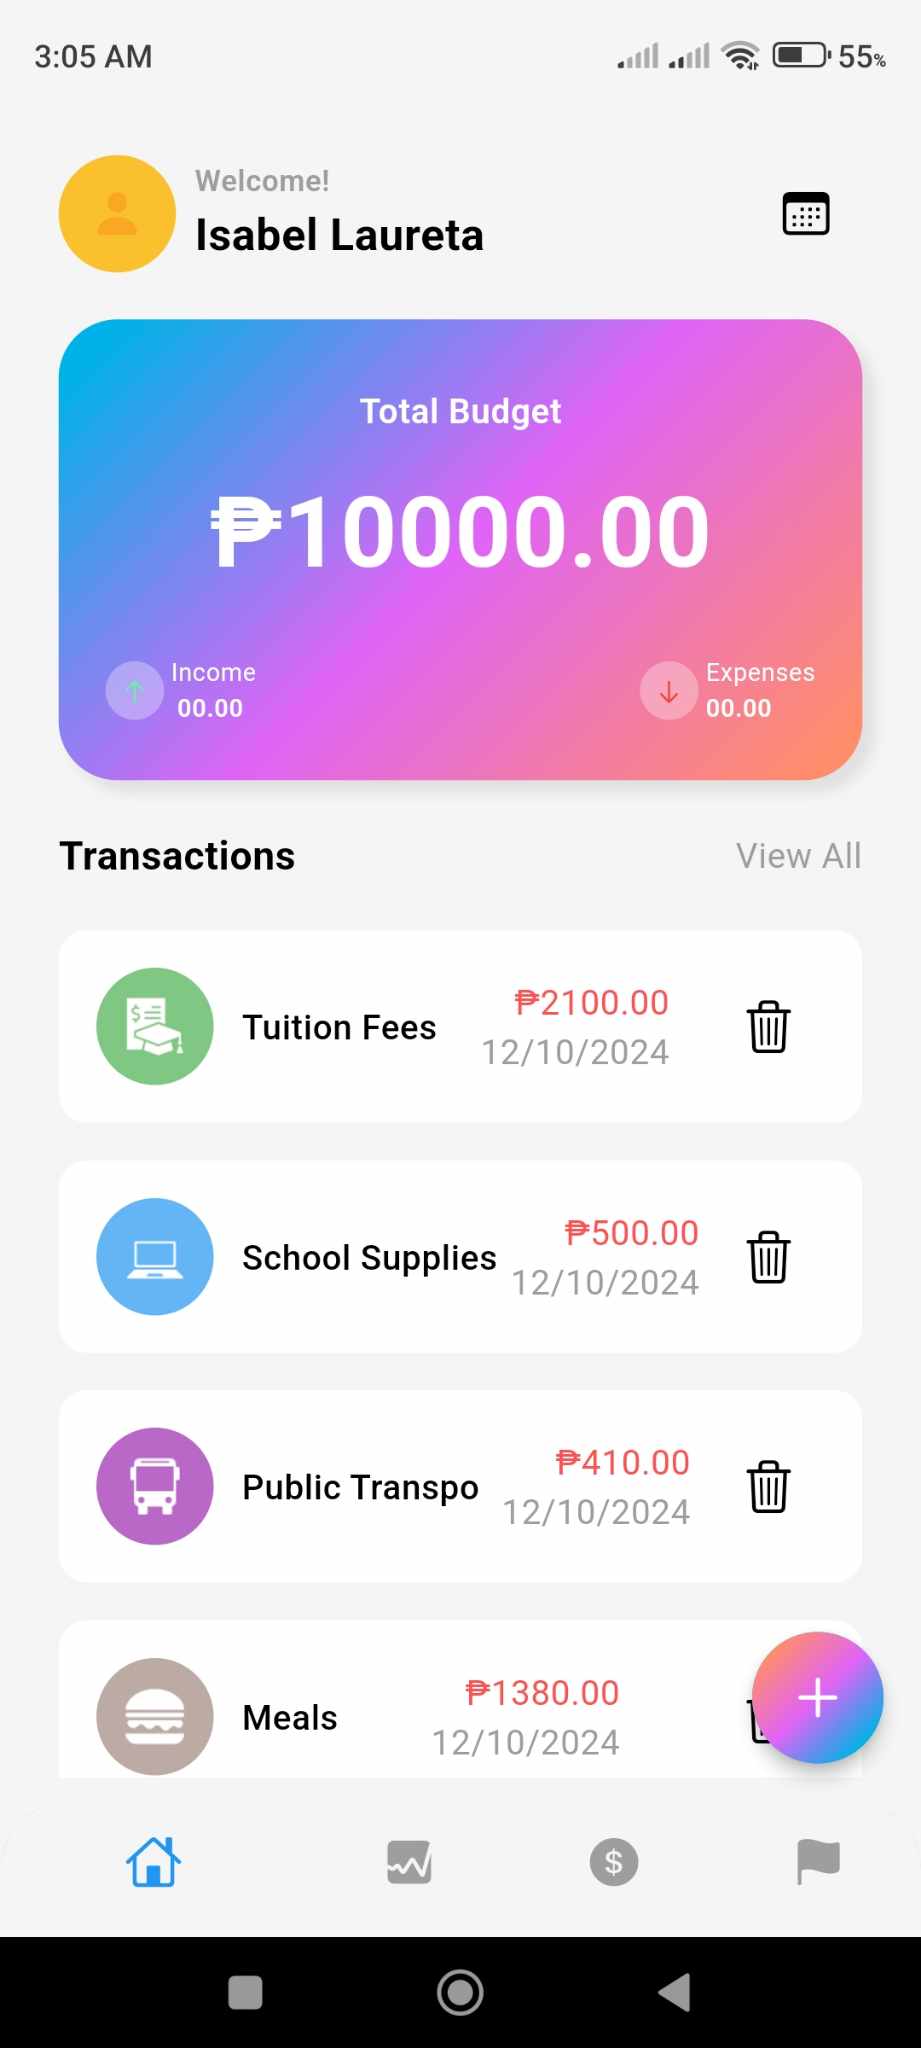 3:05 AM
55%
Welcome!
Isabel Laureta
Total Budget
₱10000.00
Income
00.00
Expenses
00.00
Transactions
View All
Tuition Fees
₱2100.00
12/10/2024
School Supplies
₱500.00
12/10/2024
Public Transpo
₱410.00
12/10/2024
Meals
₱1380.00
12/10/2024